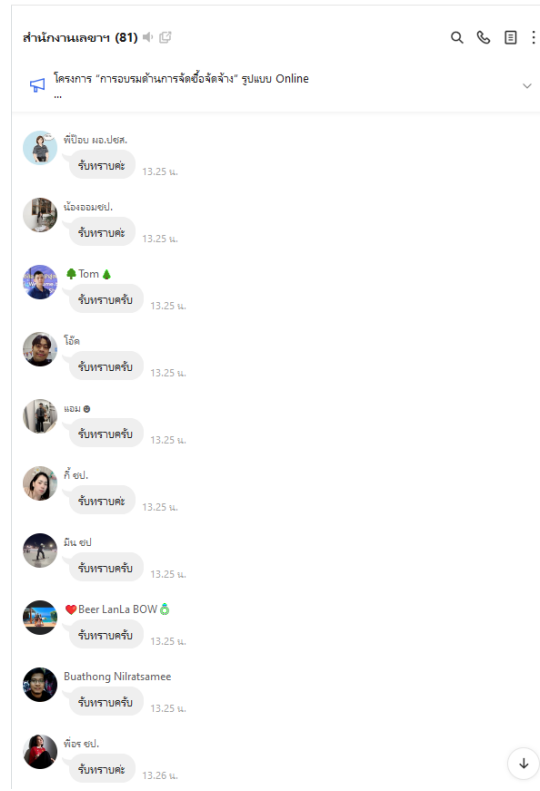 สำนักงานเลขาฯ (81)
โครงการ "การอบรมด้านการจัดซื้อจัดจ้าง" รูปแบบ Online
...
พี่ป๊อบ ผอ.ปชส.
รับทราบค่ะ
13.25 น.
น้องออมซป.
รับทราบค่ะ
13.25 น.
🌳Tom🌲
รับทราบครับ
13.25 น.
โอ๊ต
รับทราบครับ
13.25 น.
แอม
รับทราบครับ
13.25 น.
กี้ ซป.
รับทราบค่ะ
13.25 น.
มิน ซป
รับทราบครับ
13.25 น.
❤️Beer LanLa BOW💍
รับทราบครับ
13.25 น.
Buathong Nilratsamee
รับทราบครับ
13.25 น.
พี่อร ซป.
รับทราบค่ะ
13.26 น.